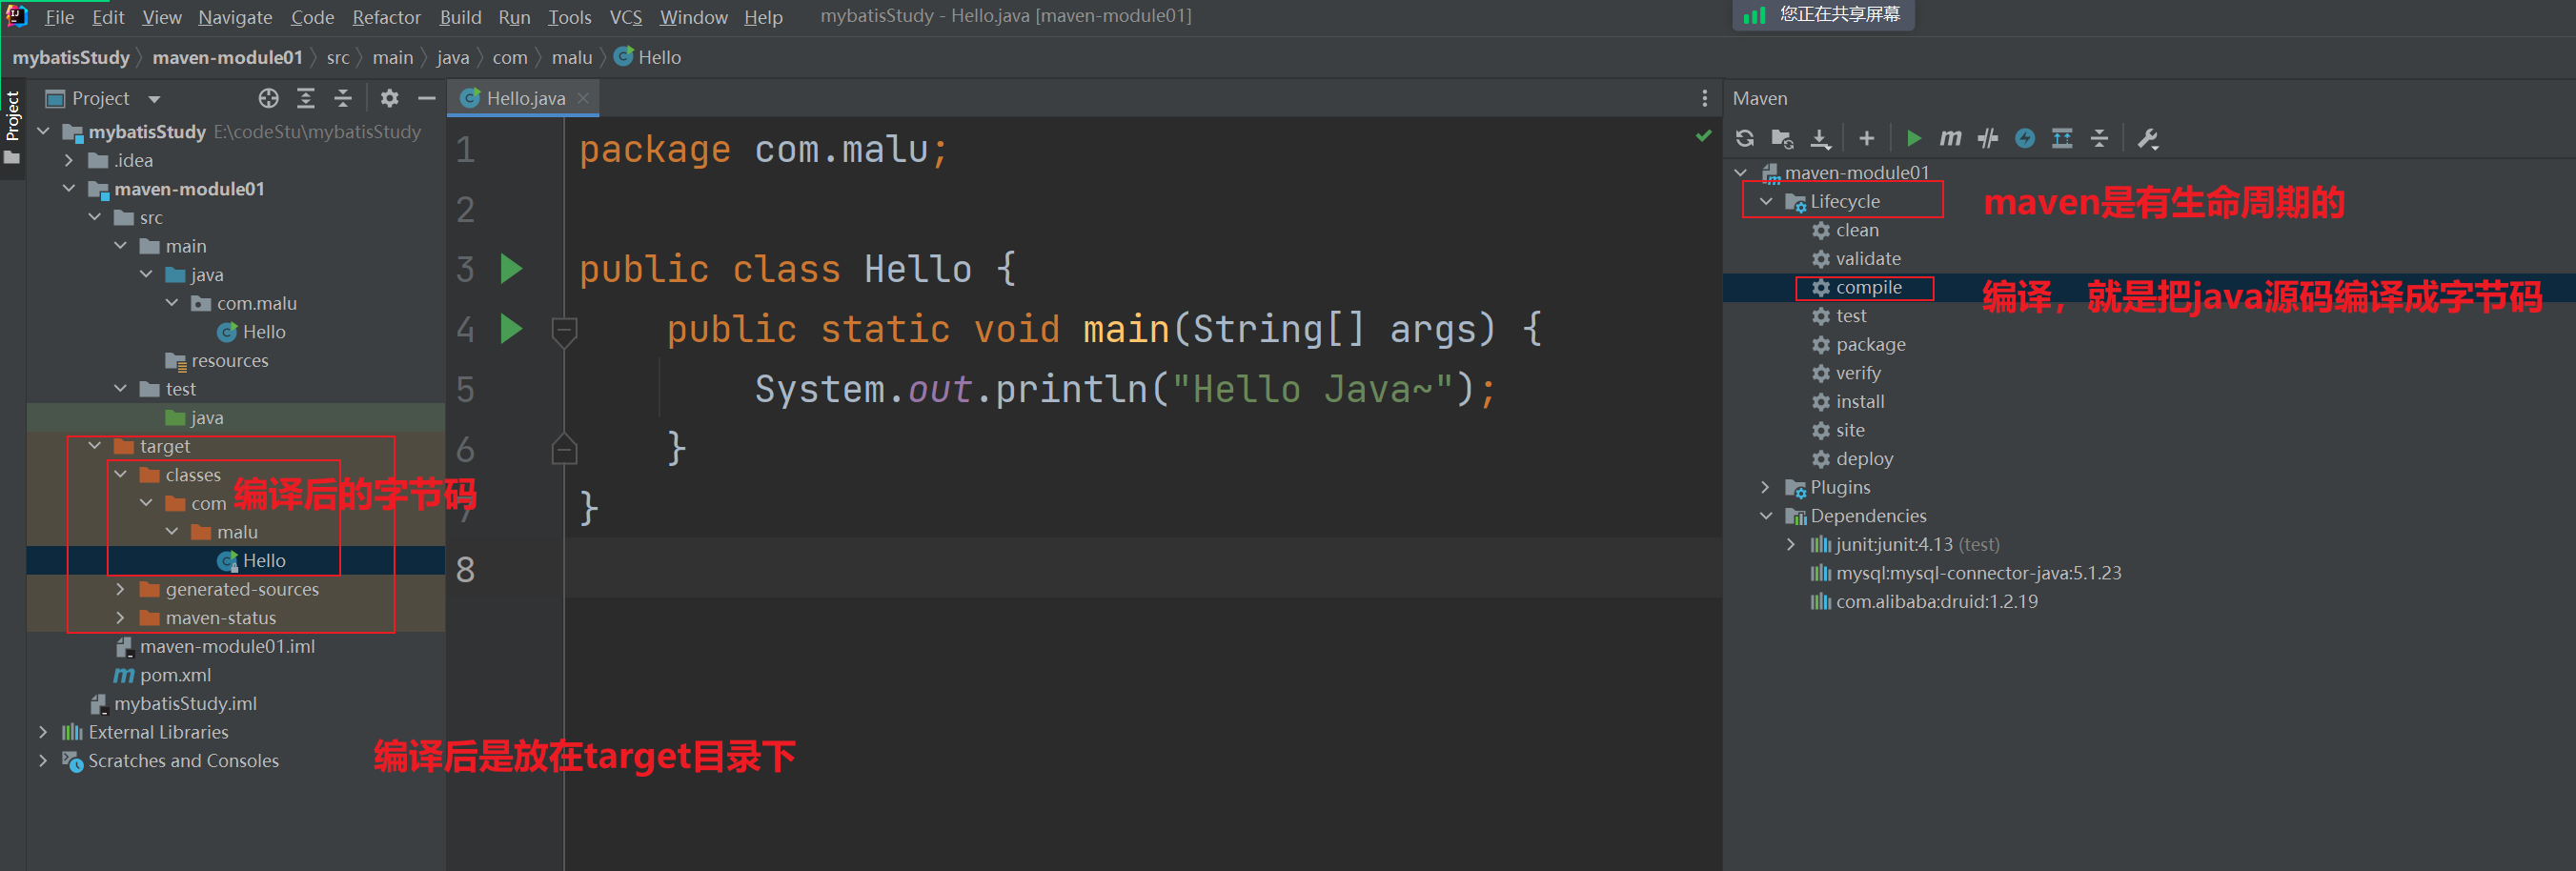 File Edit View Navigate Code Refactor Build Run Tools VCS Window Help mybatisStudy - Hello.java [maven-module01]
您正在共享屏幕
mybatisStudy maven-module01 src main java com malu Hello
Project
Project
mybatisStudy E:\codeStu\mybatisStudy
.idea
maven-module01
src
main
java
com.malu
Hello
resources
test
java
target
classes
com
编译后的字节码
malu
Hello
generated-sources
maven-status
maven-module01.iml
pom.xml
mybatisStudy.iml
External Libraries
Scratches and Consoles
编译后是放在target目录下
Hello.java
1 package com.malu;
2
3 public class Hello {
4 public static void main(String[] args) {
5 System.out.println("Hello Java~");
6 }
7 }
8
Maven
maven-module01
Lifecycle
maven是有生命周期的
clean
validate
compile
编译，就是把java源码编译成字节码
test
package
verify
install
site
deploy
Plugins
Dependencies
junit:junit:4.13 (test)
mysql:mysql-connector-java:5.1.23
com.alibaba:druid:1.2.19